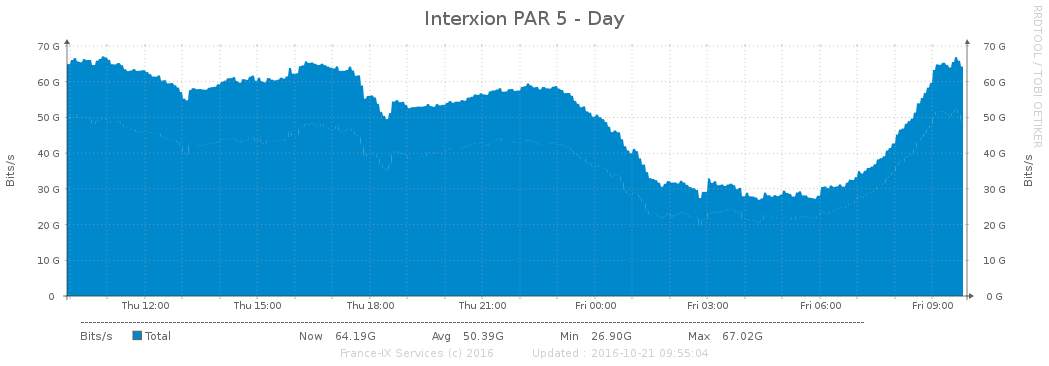 Interxion PAR 5 - Day
RRDTOOL / TOBI OETIKER
Bits/s
70 G
60 G
50 G
40 G
30 G
20 G
10 G
0
70 G
60 G
50 G
40 G
30 G
20 G
10 G
0 G
Bits/s
Thu 12:00 Thu 15:00 Thu 18:00 Thu 21:00 Fri 00:00 Fri 03:00 Fri 06:00 Fri 09:00
Bits/s Total Now 64.19G Avg 50.39G Min 26.90G Max 67.02G
France-IX Services (c) 2016 Updated : 2016-10-21 09:55:04